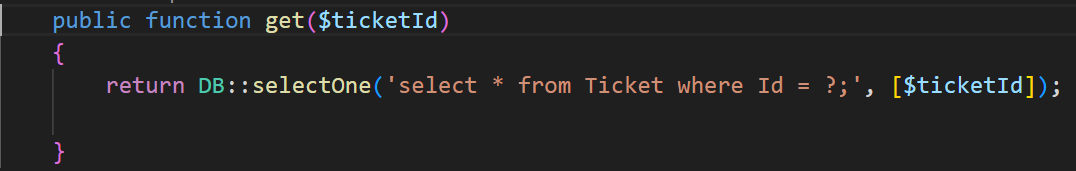 public function get($ticketId)
{
return DB::selectOne('select * from Ticket where Id = ?;', [$ticketId]);
}